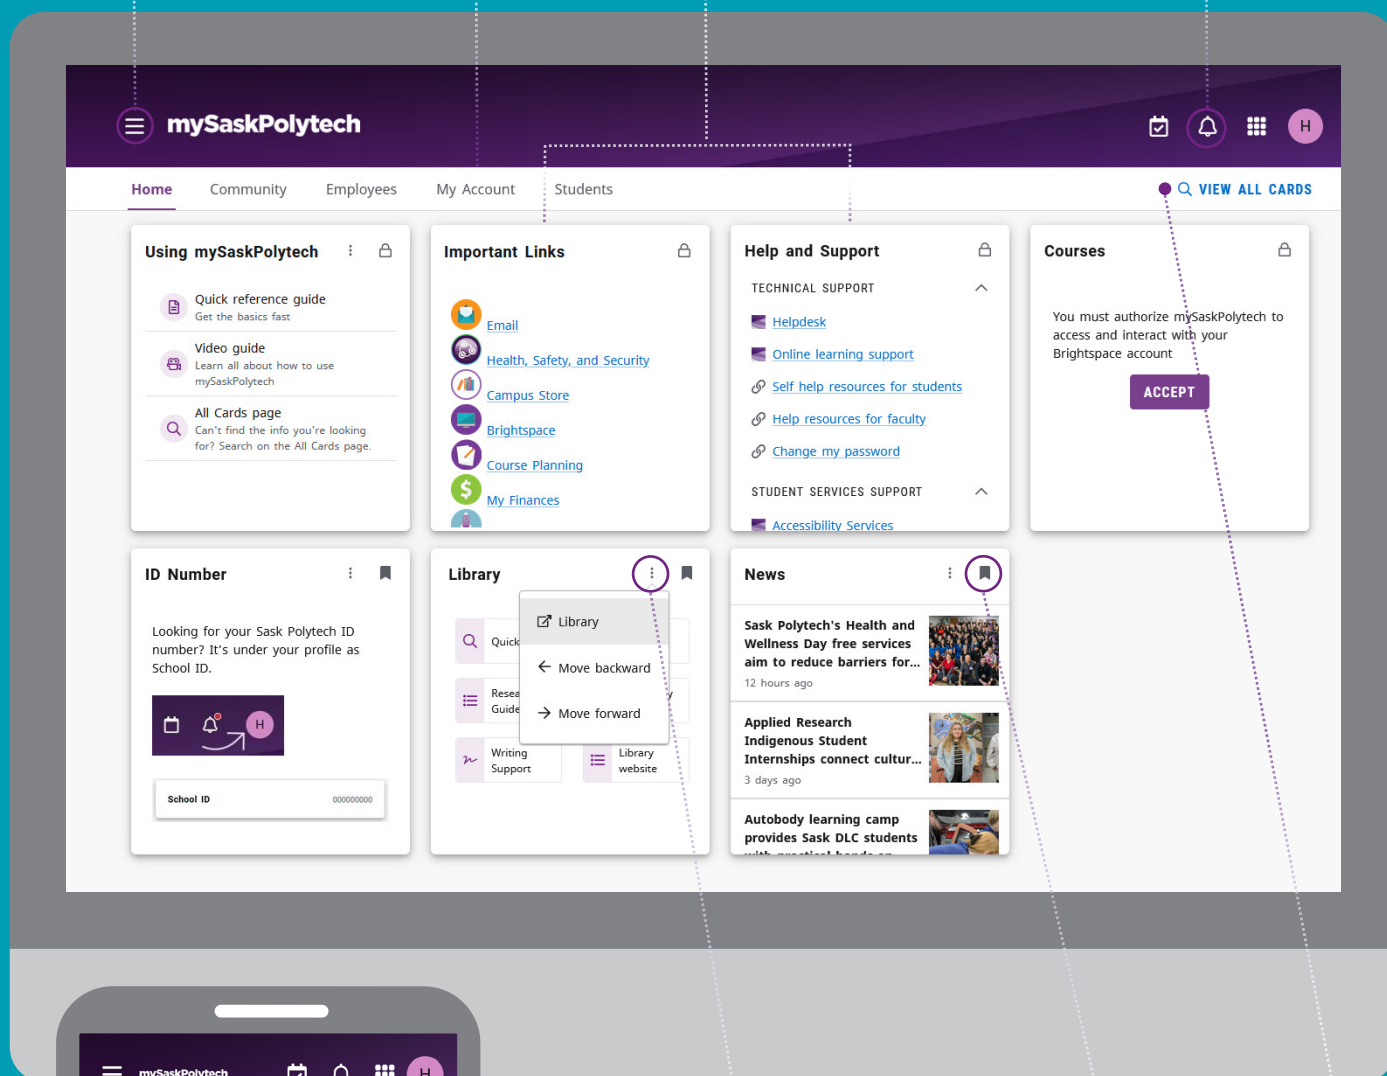 mySaskPolytech
H
Home Community Employees My Account Students
VIEW ALL CARDS
Using mySaskPolytech
Quick reference guide
Get the basics fast
Video guide
Learn all about how to use
mySaskPolytech
All Cards page
Can't find the info you're looking
for? Search on the All Cards page.
Important Links
Email
Health, Safety, and Security
Campus Store
Brightspace
Course Planning
$
My Finances
Help and Support
TECHNICAL SUPPORT
Helpdesk
Online learning support
Self help resources for students
Help resources for faculty
Change my password
STUDENT SERVICES SUPPORT
Accessibility Services
Courses
You must authorize mySaskPolytech to
access and interact with your
Brightspace account
ACCEPT
ID Number
Looking for your Sask Polytech ID
number? It's under your profile as
School ID.
H
School ID 000000000
Library
Library
Move backward
Move forward
Quick
Resea
Guide
y
Writing
Support
Library
website
News
Sask Polytech's Health and
Wellness Day free services
aim to reduce barriers for...
12 hours ago
Applied Research
Indigenous Student
Internships connect cultur...
3 days ago
Autobody learning camp
provides Sask DLC students
with practical hands-on
mySaskPolytech
H